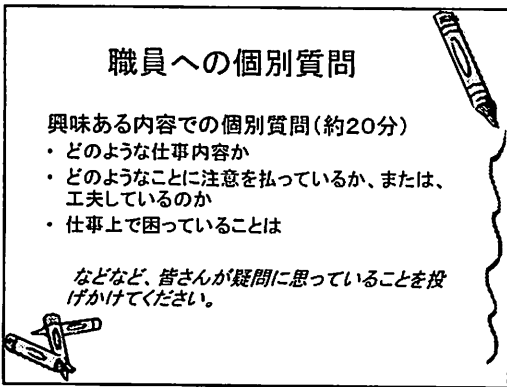 職員への個別質問
興味ある内容での個別質問(約20分)
・ どのような仕事内容か
・ どのようなことに注意を払っているか、または、
工夫しているのか
・ 仕事上で困っていることは
などなど、皆さんが疑問に思っていることを投
げかけてください。